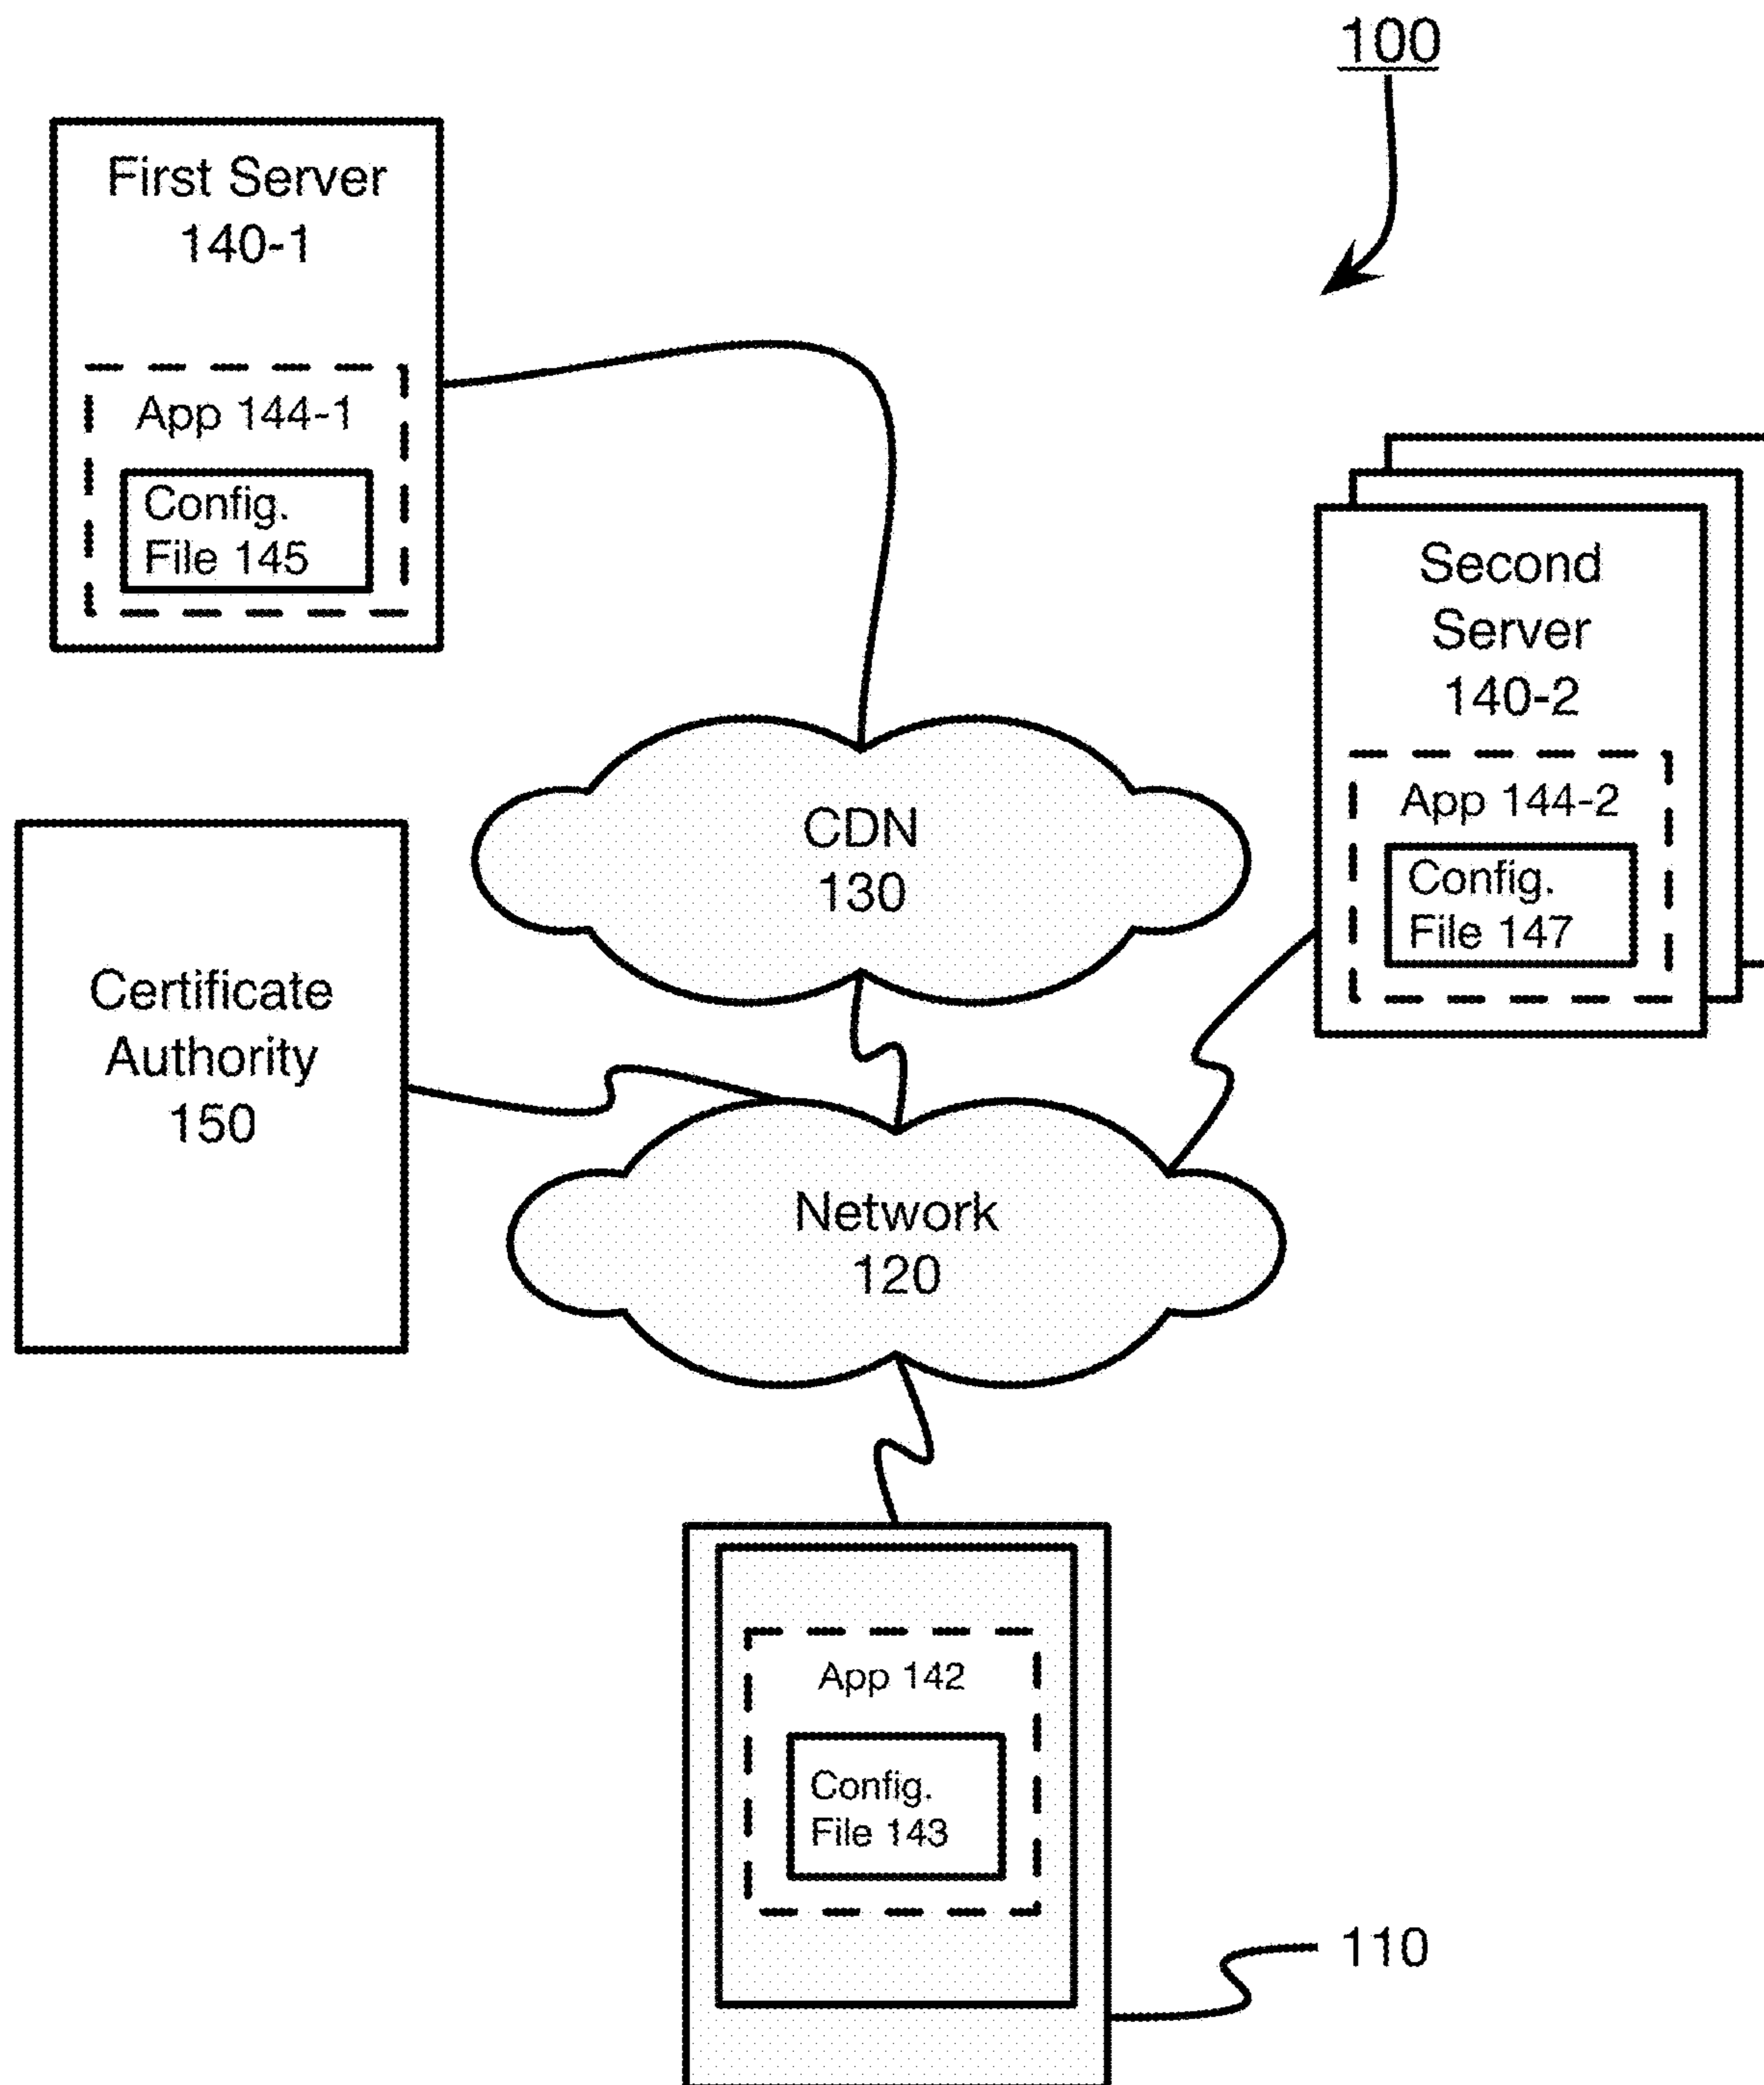 100
First Server
140-1
App 144-1
Config.
File 145
Second
Server
140-2
App 144-2
Config.
File 147
CDN
130
Certificate
Authority
150
Network
120
App 142
Config.
File 143
110